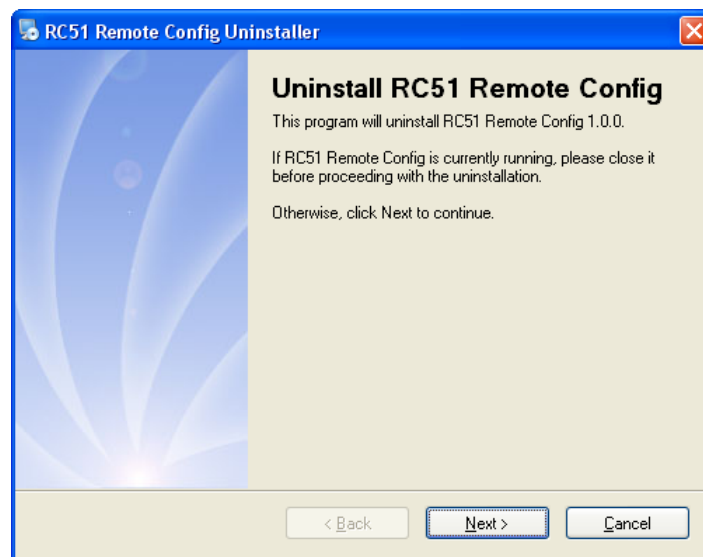 RC51 Remote Config Uninstaller
Uninstall RC51 Remote Config
This program will uninstall RC51 Remote Config 1.0.0.
If RC51 Remote Config is currently running, please close it
before proceeding with the uninstallation.
Otherwise, click Next to continue.
< Back
Next >
Cancel